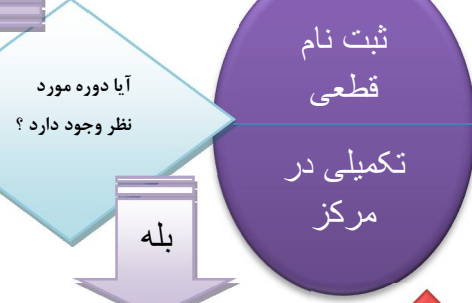 ثبت نام
قطعی
تکمیلی در
مرکز
آیا دوره مورد
نظر وجود دارد ؟
بله